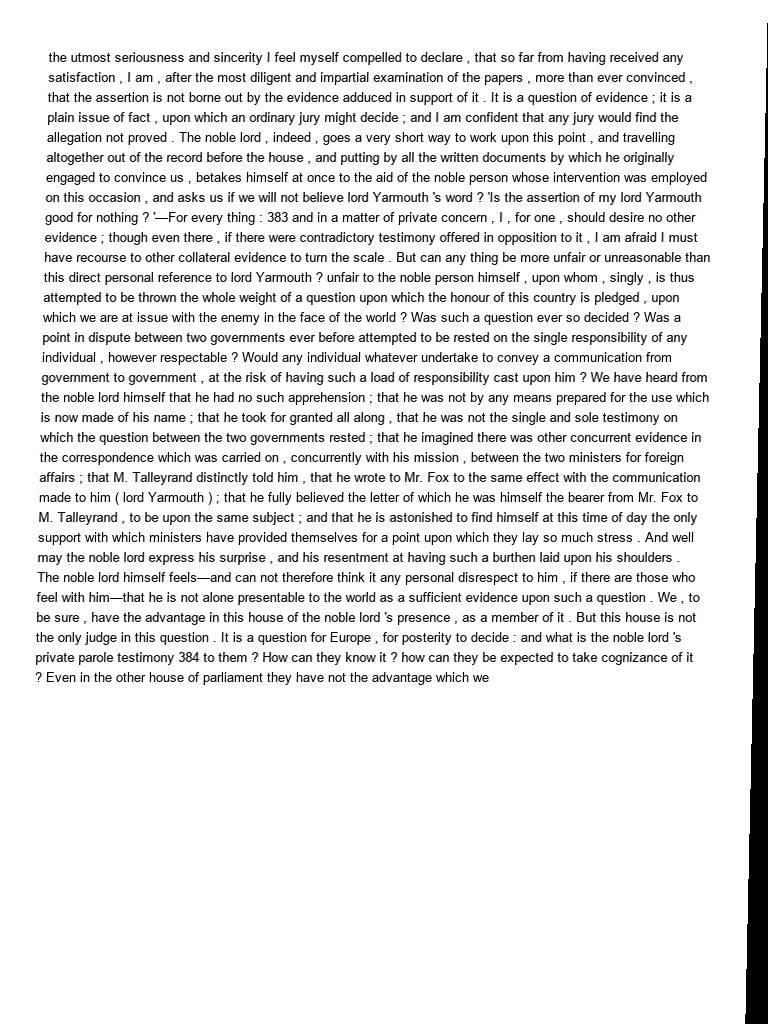 the utmost seriousness and sincerity I feel myself compelled to declare , that so far from having received any
satisfaction , I am , after the most diligent and impartial examination of the papers , more than ever convinced ,
that the assertion is not borne out by the evidence adduced in support of it . It is a question of evidence ; it is a
plain issue of fact , upon which an ordinary jury might decide ; and I am confident that any jury would find the
allegation not proved . The noble lord , indeed , goes a very short way to work upon this point , and travelling
altogether out of the record before the house , and putting by all the written documents by which he originally
engaged to convince us , betakes himself at once to the aid of the noble person whose intervention was employed
on this occasion , and asks us if we will not believe lord Yarmouth 's word ? 'Is the assertion of my lord Yarmouth
good for nothing ? '—For every thing : 383 and in a matter of private concern , I , for one , should desire no other
evidence ; though even there , if there were contradictory testimony offered in opposition to it , I am afraid I must
have recourse to other collateral evidence to turn the scale . But can any thing be more unfair or unreasonable than
this direct personal reference to lord Yarmouth ? unfair to the noble person himself , upon whom , singly , is thus
attempted to be thrown the whole weight of a question upon which the honour of this country is pledged , upon
which we are at issue with the enemy in the face of the world ? Was such a question ever so decided ? Was a
point in dispute between two governments ever before attempted to be rested on the single responsibility of any
individual , however respectable ? Would any individual whatever undertake to convey a communication from
government to government , at the risk of having such a load of responsibility cast upon him ? We have heard from
the noble lord himself that he had no such apprehension ; that he was not by any means prepared for the use which
is now made of his name ; that he took for granted all along , that he was not the single and sole testimony on
which the question between the two governments rested ; that he imagined there was other concurrent evidence in
the correspondence which was carried on , concurrently with his mission , between the two ministers for foreign
affairs ; that M. Talleyrand distinctly told him , that he wrote to Mr. Fox to the same effect with the communication
made to him ( lord Yarmouth ) ; that he fully believed the letter of which he was himself the bearer from Mr. Fox to
M. Talleyrand , to be upon the same subject ; and that he is astonished to find himself at this time of day the only
support with which ministers have provided themselves for a point upon which they lay so much stress . And well
may the noble lord express his surprise , and his resentment at having such a burthen laid upon his shoulders .
The noble lord himself feels—and can not therefore think it any personal disrespect to him , if there are those who
feel with him—that he is not alone presentable to the world as a sufficient evidence upon such a question . We , to
be sure , have the advantage in this house of the noble lord 's presence , as a member of it . But this house is not
the only judge in this question . It is a question for Europe , for posterity to decide : and what is the noble lord 's
private parole testimony 384 to them ? How can they know it ? how can they be expected to take cognizance of it
? Even in the other house of parliament they have not the advantage which we